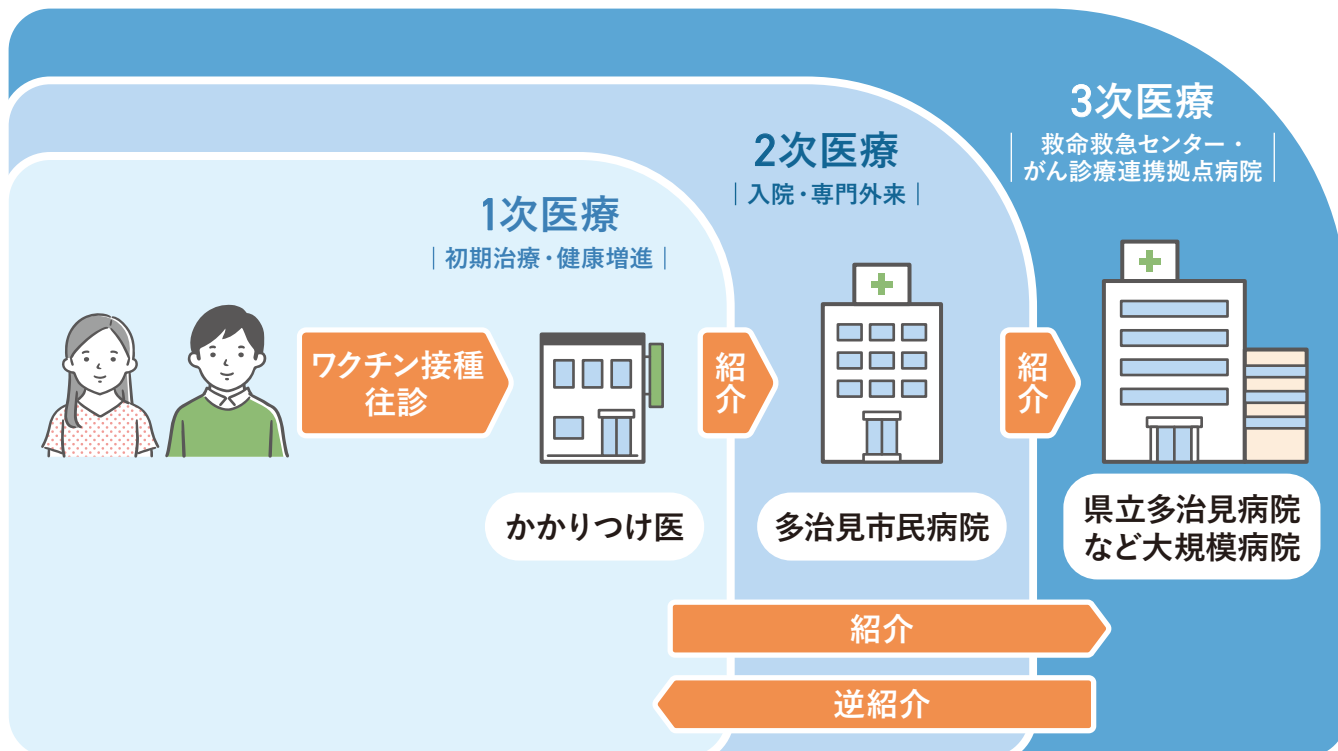 3次医療
救命救急センター・
がん診療連携拠点病院
2次医療
入院・専門外来
1次医療
初期治療・健康増進
ワクチン接種
往診
紹介
紹介
かかりつけ医
多治見市民病院
県立多治見病院
など大規模病院
紹介
逆紹介